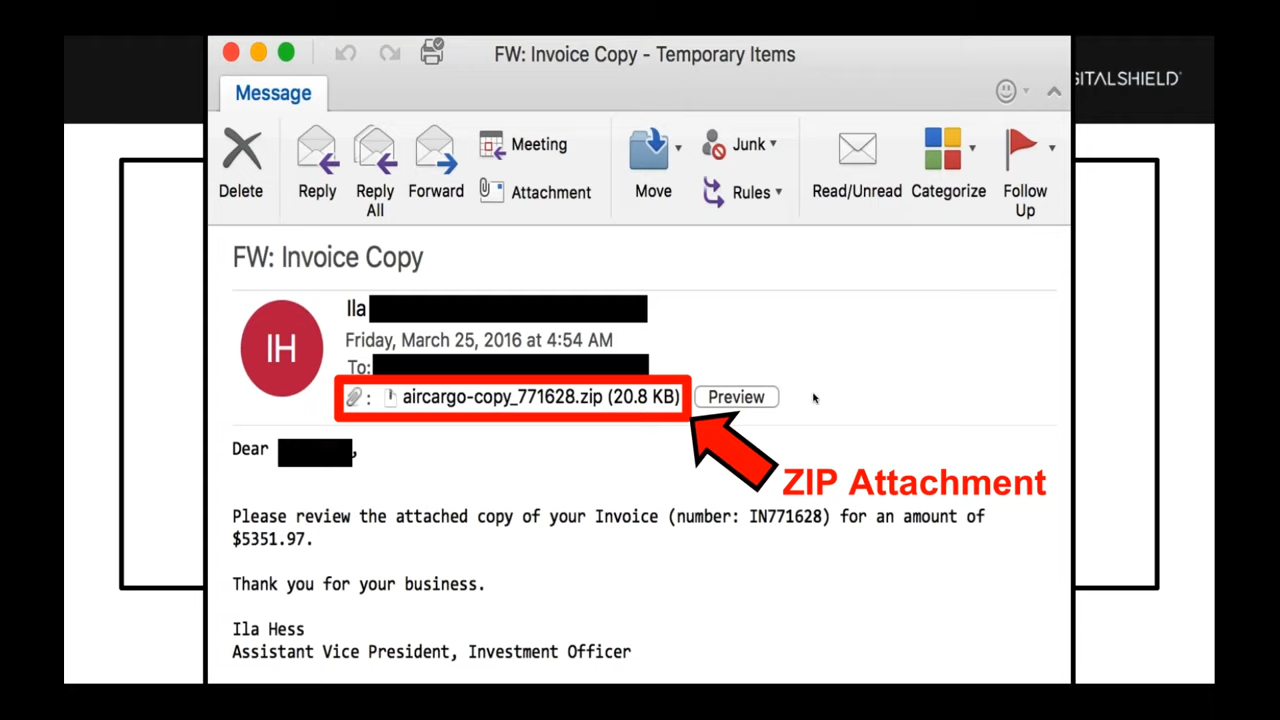 FW: Invoice Copy - Temporary Items
Message
ITALSHIELD
Delete
Reply
Reply All
Forward
Meeting
Attachment
Move
Junk
Rules
Read/Unread
Categorize
Follow Up
FW: Invoice Copy
IH
Ila
Friday, March 25, 2016 at 4:54 AM
To:
: aircargo-copy_771628.zip (20.8 KB)
Preview
Dear ,
ZIP Attachment
Please review the attached copy of your Invoice (number: IN771628) for an amount of
$5351.97.
Thank you for your business.
Ila Hess
Assistant Vice President, Investment Officer